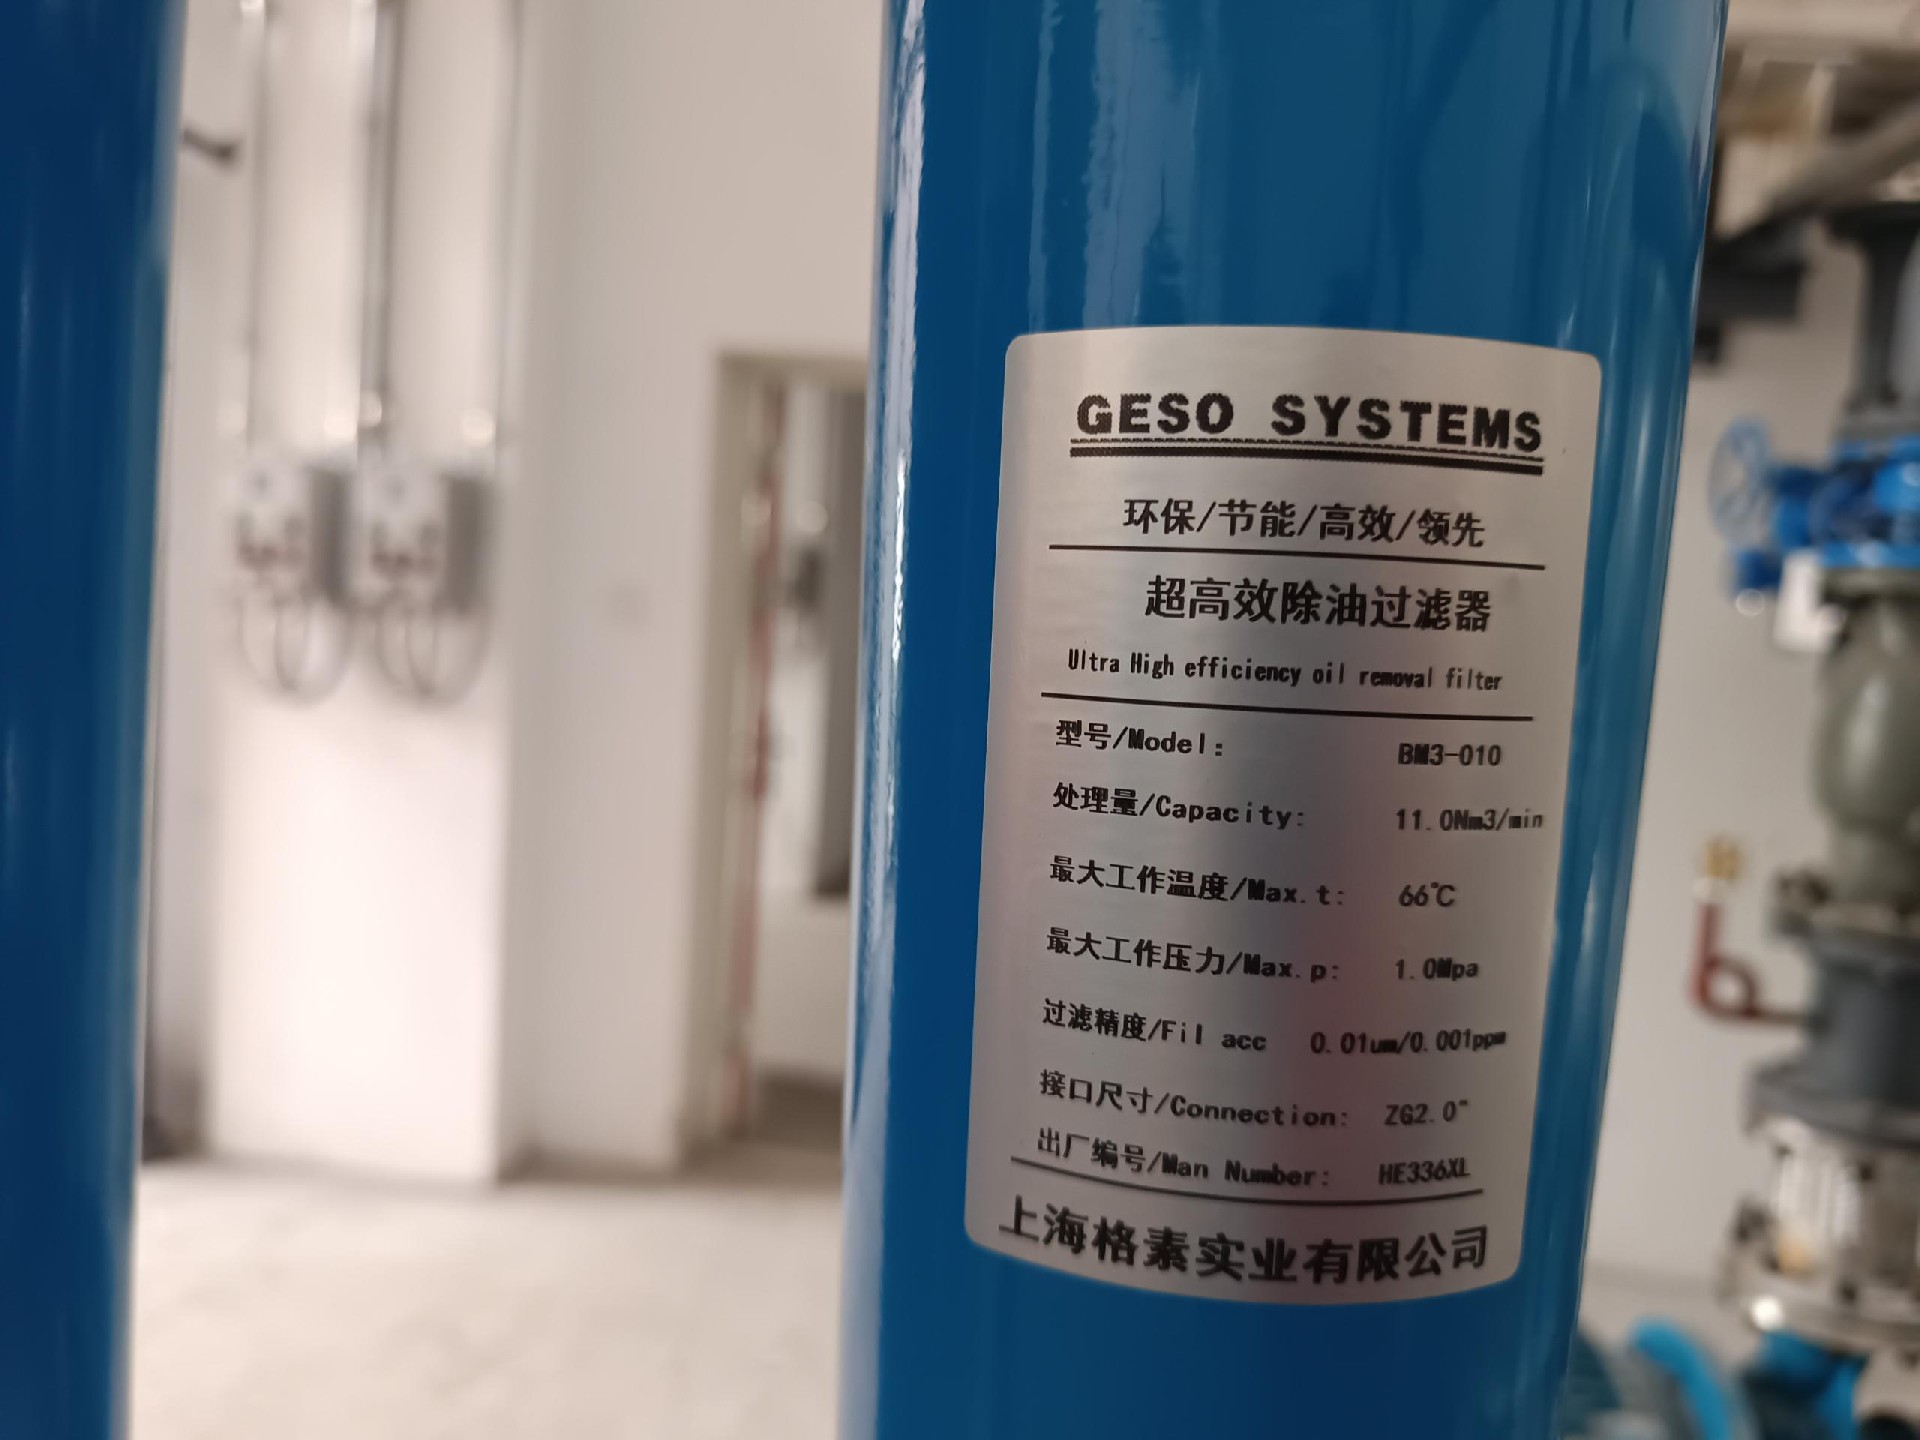 GESO SYSTEMS
环保/节能/高效/领先
超高效除油过滤器
Ultra High efficiency oil removal filter
型号/Model: BM3-010
处理量/Capacity: 11.0Nm3/min
最大工作温度/Max.t: 66℃
最大工作压力/Max.p: 1.0Mpa
过滤精度/Fil acc 0.01um/0.001ppm
接口尺寸/Connection: ZG2.0"
出厂编号/Man Number: HE336XL
上海格素实业有限公司